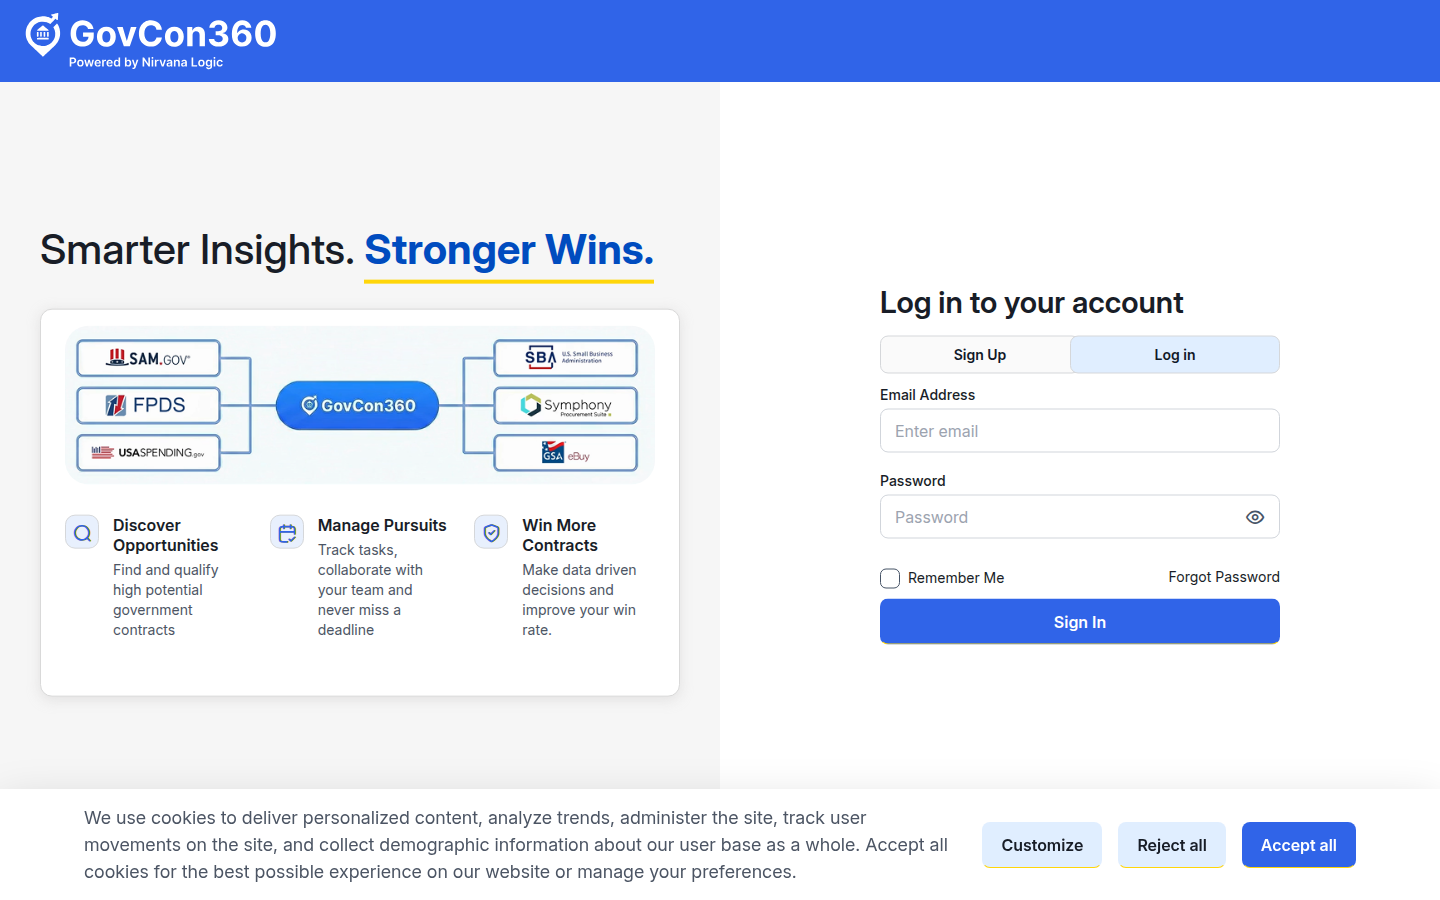 GovCon360
Powered by Nirvana Logic
Smarter Insights. Stronger Wins.
SAM.GOV®
FPDS
USASPENDING.gov
GovCon360
SBA U.S. Small Business
Administration
Symphony
Procurement Suite
GSA eBuy
Discover
Opportunities
Find and qualify
high potential
government
contracts
Manage Pursuits
Track tasks,
collaborate with
your team and
never miss a
deadline
Win More
Contracts
Make data driven
decisions and
improve your win
rate.
Log in to your account
Sign Up
Log in
Email Address
Enter email
Password
Password
Remember Me
Forgot Password
Sign In
We use cookies to deliver personalized content, analyze trends, administer the site, track user
movements on the site, and collect demographic information about our user base as a whole. Accept all
cookies for the best possible experience on our website or manage your preferences.
Customize
Reject all
Accept all